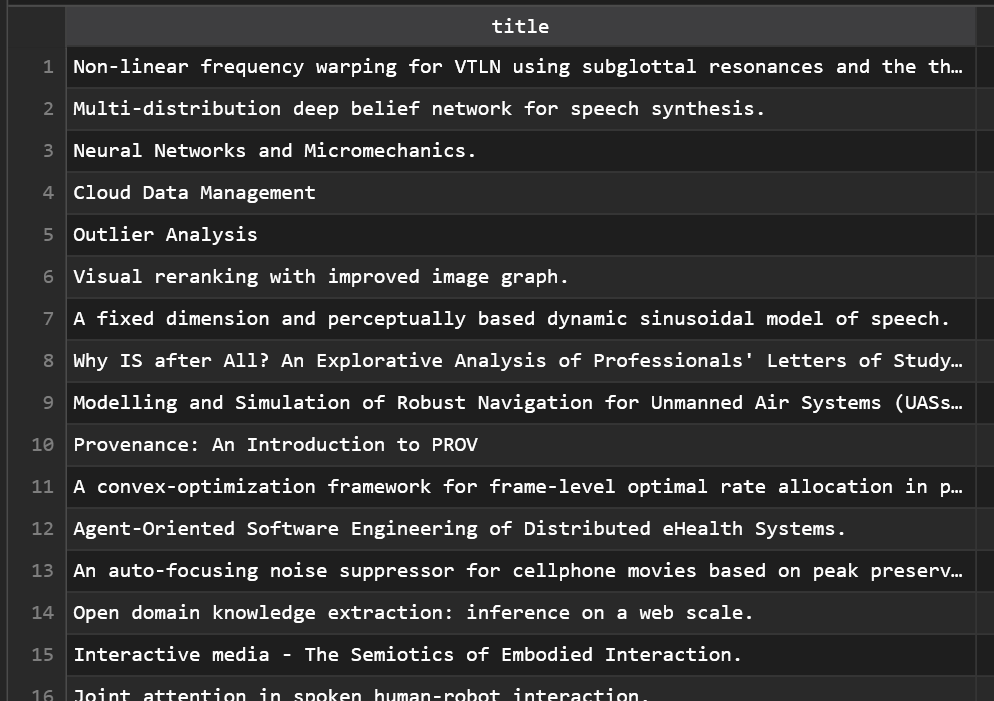 title
1 Non-linear frequency warping for VTLN using subglottal resonances and the th…
2 Multi-distribution deep belief network for speech synthesis.
3 Neural Networks and Micromechanics.
4 Cloud Data Management
5 Outlier Analysis
6 Visual reranking with improved image graph.
7 A fixed dimension and perceptually based dynamic sinusoidal model of speech.
8 Why IS after All? An Explorative Analysis of Professionals' Letters of Study…
9 Modelling and Simulation of Robust Navigation for Unmanned Air Systems (UASs…
10 Provenance: An Introduction to PROV
11 A convex-optimization framework for frame-level optimal rate allocation in p…
12 Agent-Oriented Software Engineering of Distributed eHealth Systems.
13 An auto-focusing noise suppressor for cellphone movies based on peak preserv…
14 Open domain knowledge extraction: inference on a web scale.
15 Interactive media - The Semiotics of Embodied Interaction.
16 Joint attention in spoken human-robot interaction.